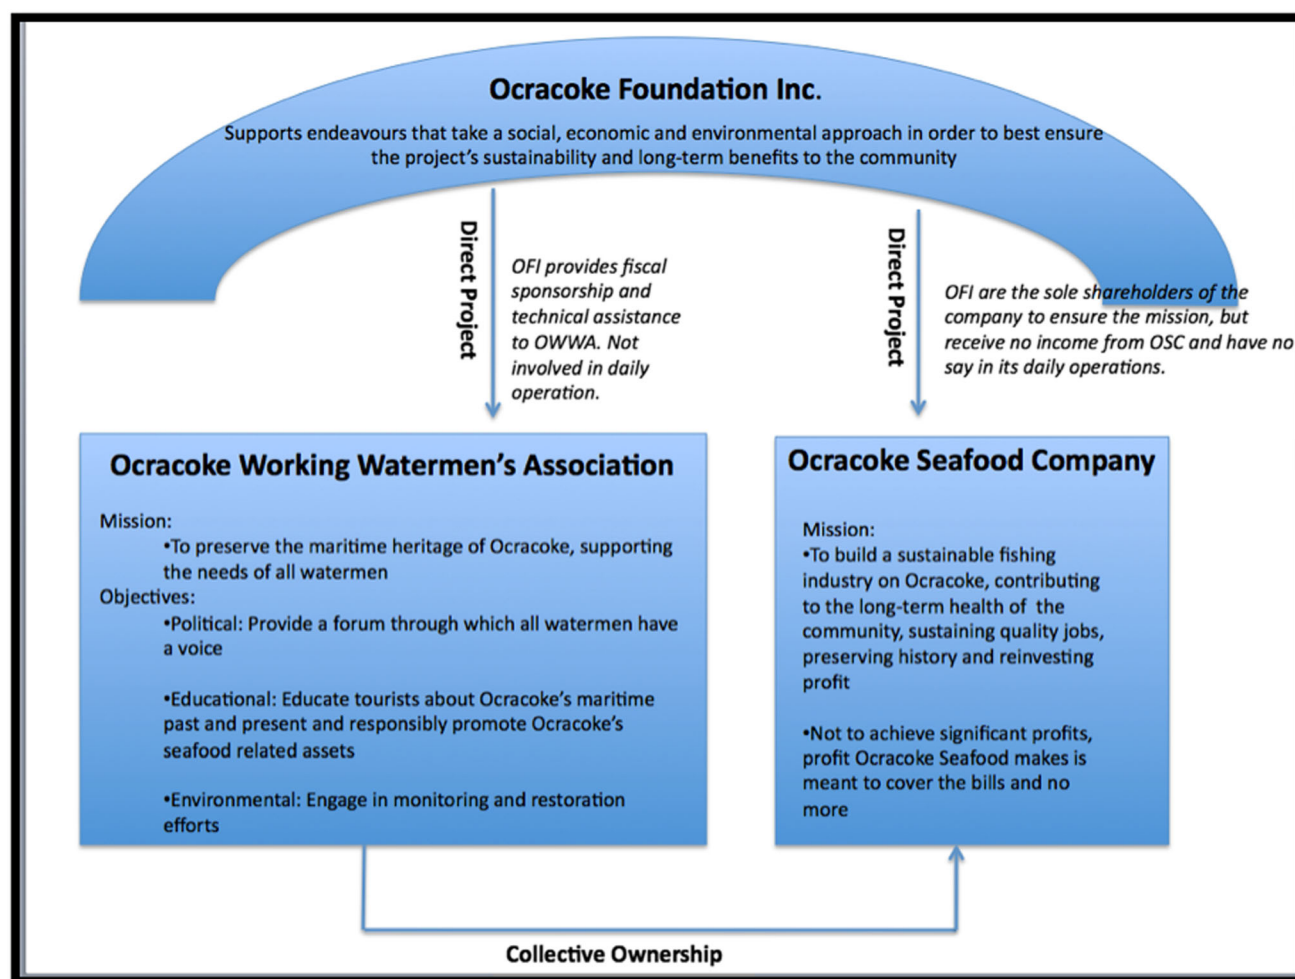 Ocracoke Foundation Inc.
Supports endeavours that take a social, economic and environmental approach in order to best ensure
the project's sustainability and long-term benefits to the community
Direct Project
OFI provides fiscal
sponsorship and
technical assistance
to OWWA. Not
involved in daily
operation.
Direct Project
OFI are the sole shareholders of the
company to ensure the mission, but
receive no income from OSC and have no
say in its daily operations.
Ocracoke Working Watermen's Association
Mission:
•To preserve the maritime heritage of Ocracoke, supporting
the needs of all watermen
Objectives:
•Political: Provide a forum through which all watermen have
a voice
•Educational: Educate tourists about Ocracoke's maritime
past and present and responsibly promote Ocracoke's
seafood related assets
•Environmental: Engage in monitoring and restoration
efforts
Ocracoke Seafood Company
Mission:
•To build a sustainable fishing
industry on Ocracoke, contributing
to the long-term health of the
community, sustaining quality jobs,
preserving history and reinvesting
profit
•Not to achieve significant profits,
profit Ocracoke Seafood makes is
meant to cover the bills and no
more
Collective Ownership